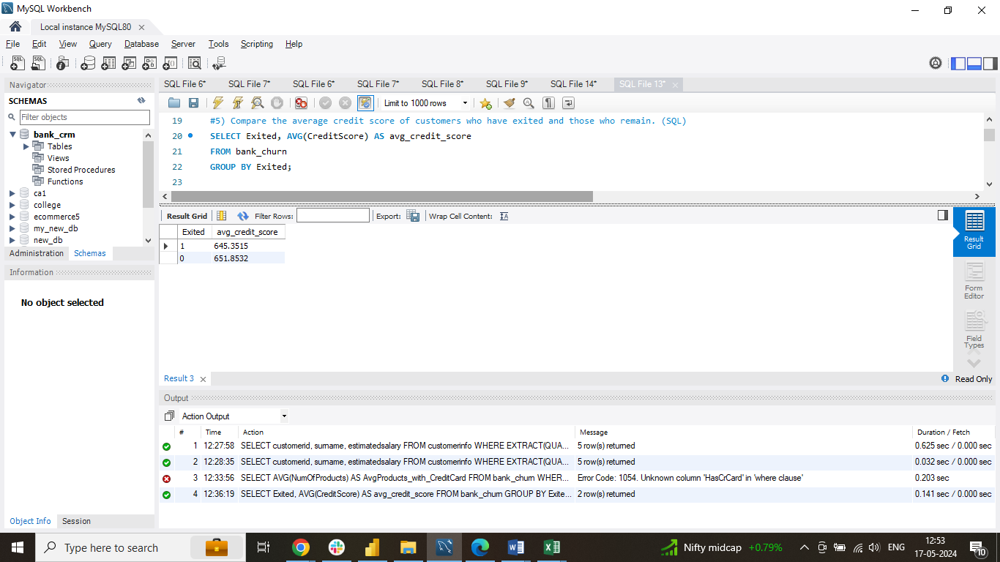 MySQL Workbench
Local instance MySQL80
File Edit View Query Database Server Tools Scripting Help
Navigator
SCHEMAS
Filter objects
bank_crm
Tables
Views
Stored Procedures
Functions
ca1
college
ecommerce5
my_new_db
new_db
Administration Schemas
Information
No object selected
Object Info Session
SQL File 6* SQL File 7* SQL File 6* SQL File 7* SQL File 8* SQL File 9* SQL File 14* SQL File 13*
Limit to 1000 rows
19 #5) Compare the average credit score of customers who have exited and those who remain. (SQL)
20 SELECT Exited, AVG(CreditScore) AS avg_credit_score
21 FROM bank_churn
22 GROUP BY Exited;
23
Result Grid Filter Rows: Export: Wrap Cell Content:
Exited avg_credit_score
1 645.3515
0 651.8532
Result Grid
Form Editor
Field Types
Result 3 Read Only
Output
Action Output
# Time Action Message Duration / Fetch
1 12:27:58 SELECT customerid, surname, estimatedsalary FROM customerinfo WHERE EXTRACT(QUA... 5 row(s) returned 0.625 sec / 0.000 sec
2 12:28:35 SELECT customerid, surname, estimatedsalary FROM customerinfo WHERE EXTRACT(QUA... 5 row(s) returned 0.032 sec / 0.000 sec
3 12:33:56 SELECT AVG(NumOfProducts) AS AvgProducts_with_CreditCard FROM bank_churn WHER... Error Code: 1054. Unknown column 'HasCrCard' in 'where clause' 0.203 sec
4 12:36:19 SELECT Exited, AVG(CreditScore) AS avg_credit_score FROM bank_churn GROUP BY Exite... 2 row(s) returned 0.141 sec / 0.000 sec
Type here to search
Nifty midcap +0.79%
ENG
12:53
17-05-2024
10